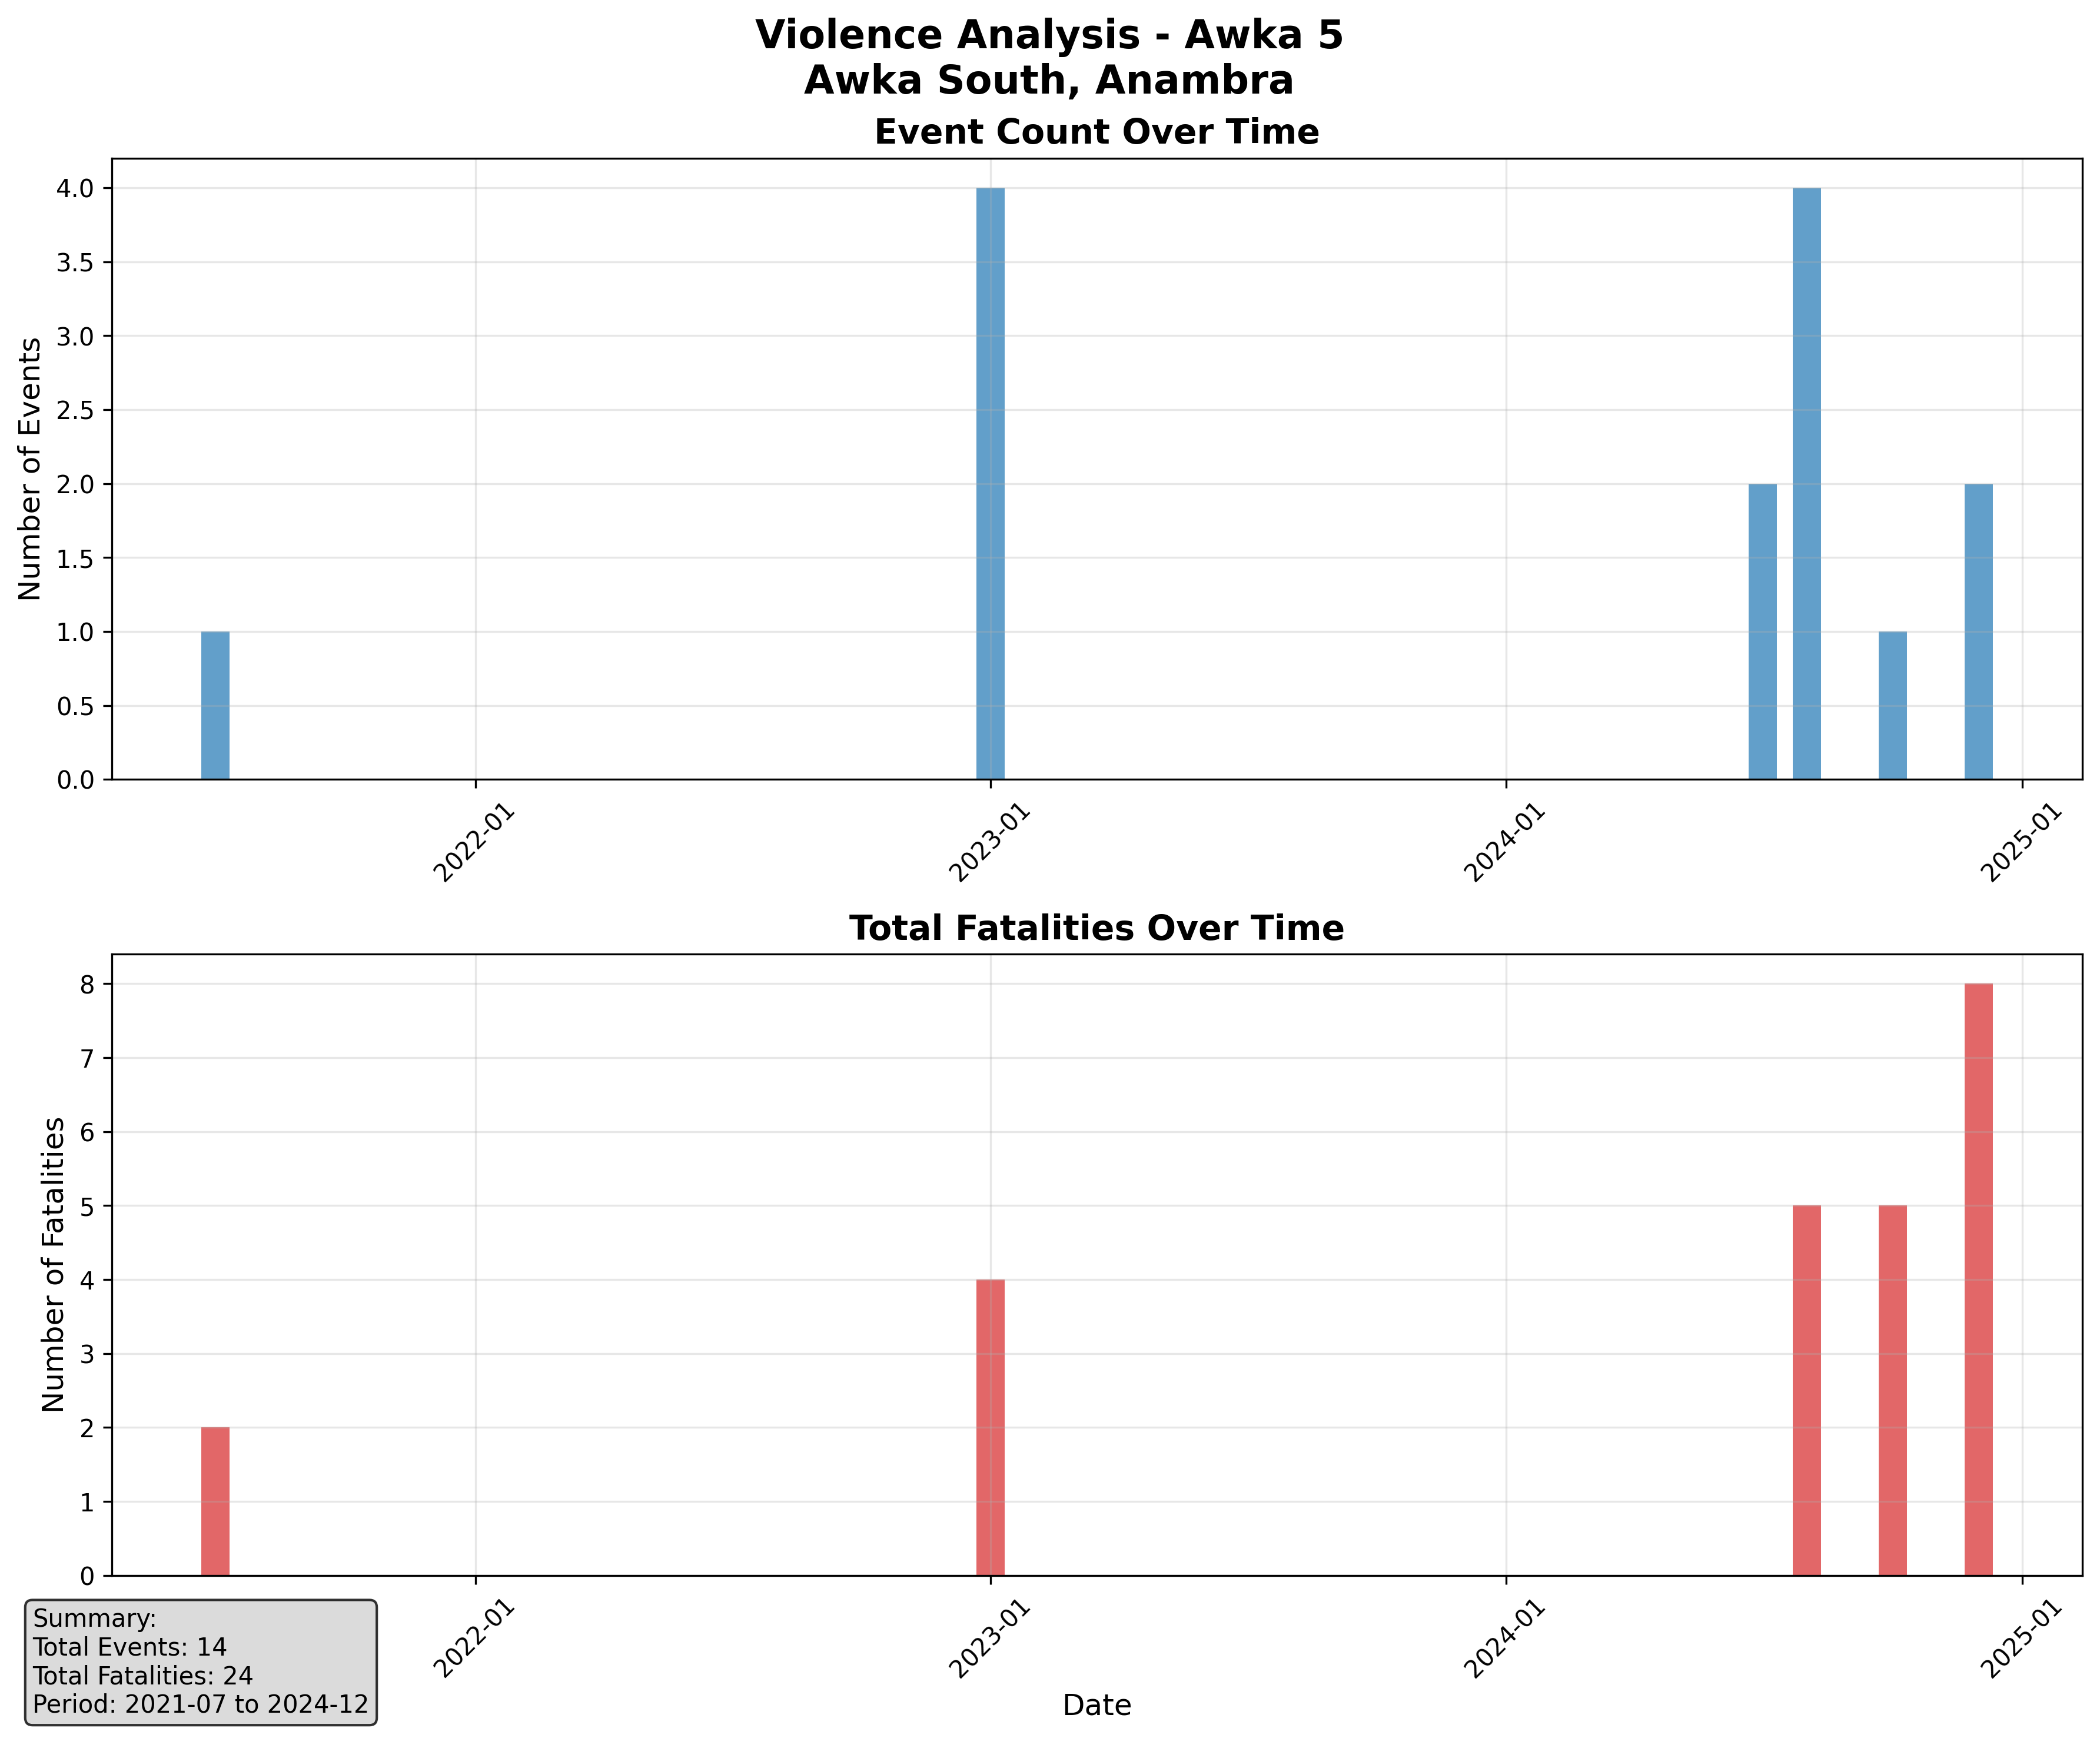 Violence Analysis - Awka 5
Awka South, Anambra
Event Count Over Time
Number of Events
4.0
3.5
3.0
2.5
2.0
1.5
1.0
0.5
0.0
2022-01
2023-01
2024-01
2025-01
Total Fatalities Over Time
Number of Fatalities
8
7
6
5
4
3
2
1
0
2022-01
2023-01
2024-01
2025-01
Date
Summary:
Total Events: 14
Total Fatalities: 24
Period: 2021-07 to 2024-12